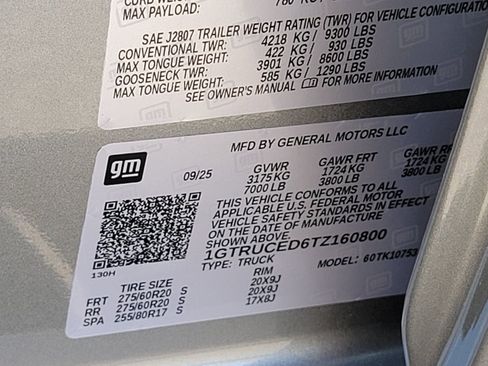 MAX PAYLOAD:
SAE J2807 TRAILER WEIGHT RATING (TWR) FOR VEHICLE CONFIGURATION
CONVENTIONAL TWR: 4218 KG / 9300 LBS
MAX TONGUE WEIGHT: 422 KG / 930 LBS
GOOSENECK TWR: 3901 KG / 8600 LBS
MAX TONGUE WEIGHT: 585 KG / 1290 LBS
SEE OWNER'S MANUAL FOR MORE INFORMATION
gm
MFD BY GENERAL MOTORS LLC
09/25 GVWR GAWR FRT GAWR RR
3175 KG 1724 KG 1724 KG
7000 LB 3800 LB 3800 LB
THIS VEHICLE CONFORMS TO ALL
APPLICABLE U.S. FEDERAL MOTOR
VEHICLE SAFETY STANDARDS IN EFFECT
ON THE DATE OF MANUFACTURE
SHOWN ABOVE.
1GTRUCED6TZ160800
TYPE: TRUCK MODEL: 60TK10753
130H
TIRE SIZE RIM
FRT 275/60R20 S 20X9J
RR 275/60R20 S 20X9J
SPA 255/80R17 S 17X8J